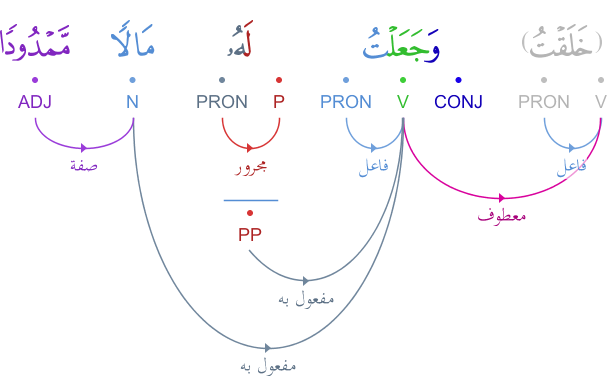 (خَلَقْتُ) وَجَعَلْتُ لَهُۥ مَالًا مَّمْدُودًا
V PRON CONJ V PRON P PRON N ADJ
فاعل فاعل مجرور صفة
معطوف
PP
مفعول به
مفعول به